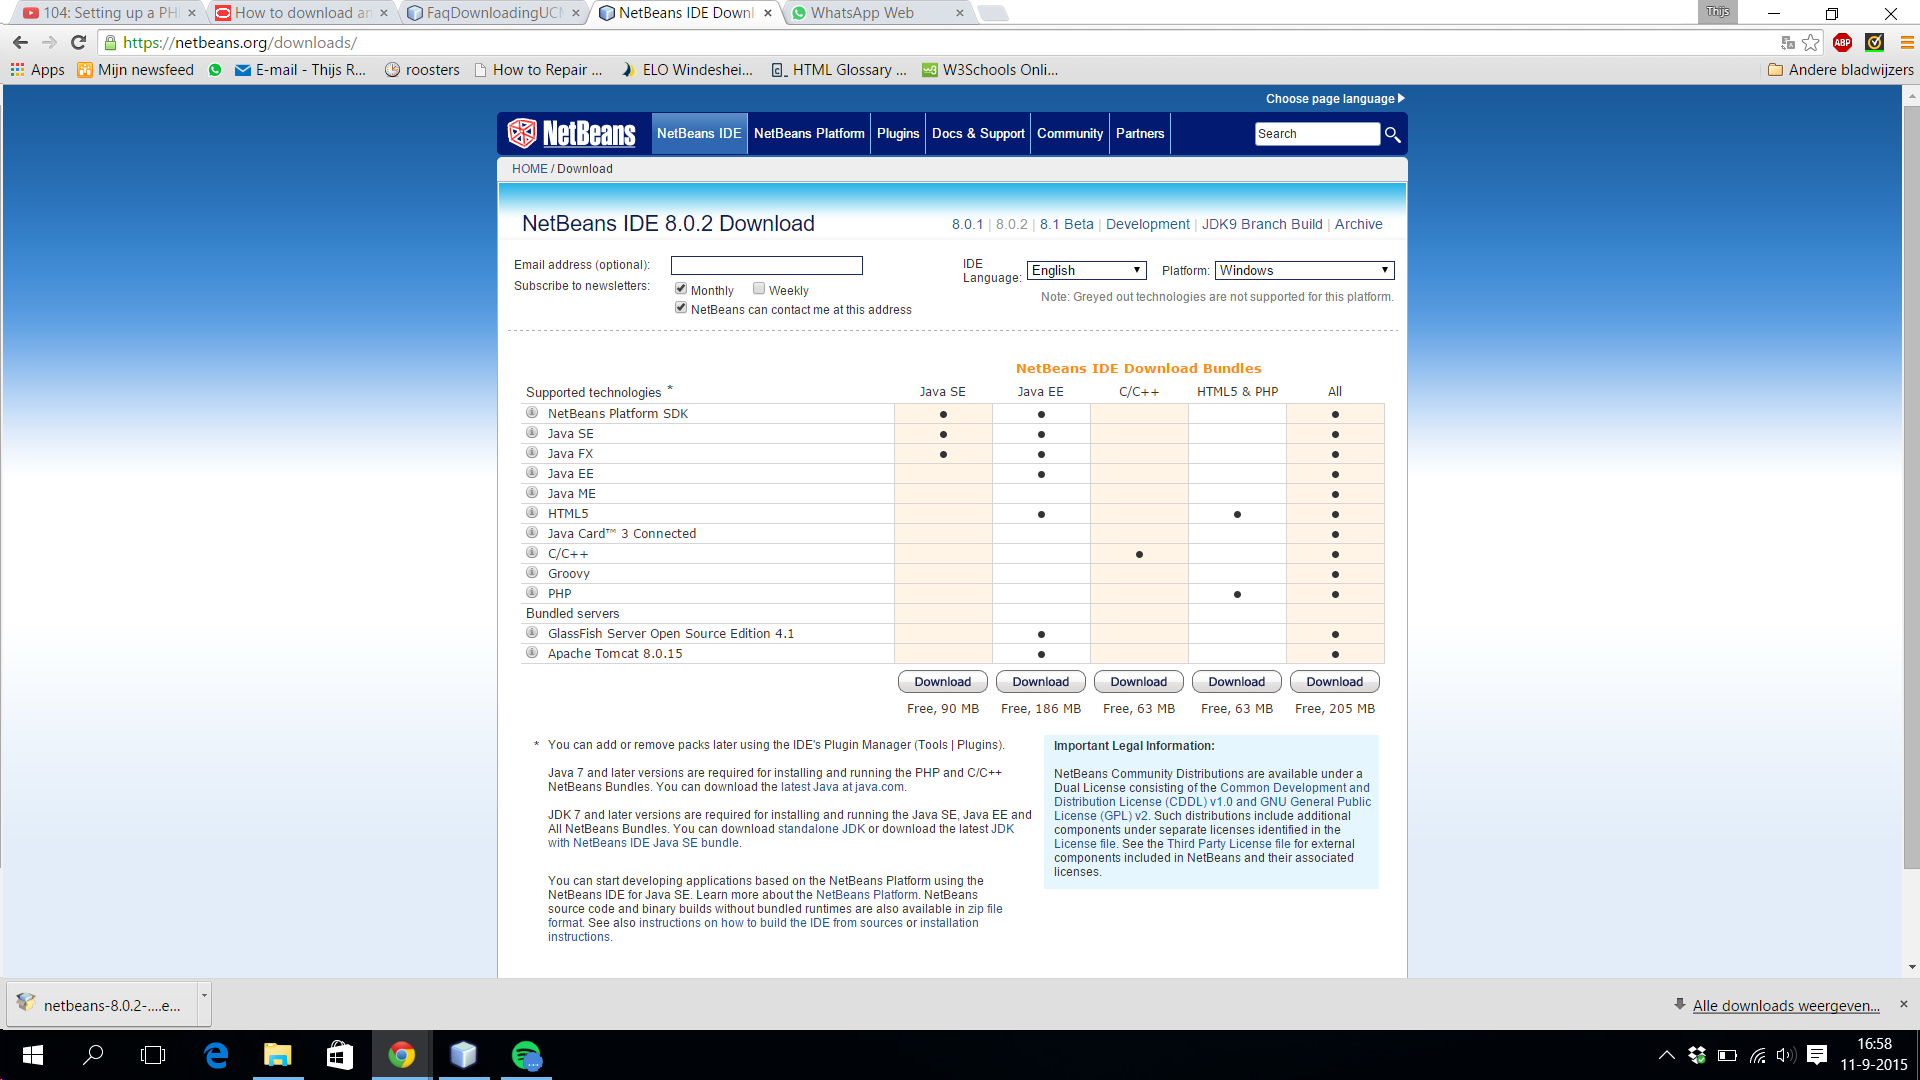 104: Setting up a PH
How to download an
FaqDownloadingUCM
NetBeans IDE Downl
WhatsApp Web
Thijs
https://netbeans.org/downloads/
ABP
Apps
Mijn newsfeed
E-mail - Thijs R...
roosters
How to Repair ...
ELO Windeshei...
HTML Glossary ...
W3Schools Onli...
Andere bladwijzers
Choose page language
NetBeans
NetBeans IDE
NetBeans Platform
Plugins
Docs & Support
Community
Partners
Search
HOME / Download
NetBeans IDE 8.0.2 Download
8.0.1 | 8.0.2 | 8.1 Beta | Development | JDK9 Branch Build | Archive
Email address (optional):
IDE Language: English
Platform: Windows
Subscribe to newsletters:
Monthly
Weekly
Note: Greyed out technologies are not supported for this platform.
NetBeans can contact me at this address
NetBeans IDE Download Bundles
Supported technologies * Java SE Java EE C/C++ HTML5 & PHP All
NetBeans Platform SDK
Java SE
Java FX
Java EE
Java ME
HTML5
Java Card™ 3 Connected
C/C++
Groovy
PHP
Bundled servers
GlassFish Server Open Source Edition 4.1
Apache Tomcat 8.0.15
Download Download Download Download Download
Free, 90 MB Free, 186 MB Free, 63 MB Free, 63 MB Free, 205 MB
* You can add or remove packs later using the IDE's Plugin Manager (Tools | Plugins).
Java 7 and later versions are required for installing and running the PHP and C/C++
NetBeans Bundles. You can download the latest Java at java.com.
JDK 7 and later versions are required for installing and running the Java SE, Java EE and
All NetBeans Bundles. You can download standalone JDK or download the latest JDK
with NetBeans IDE Java SE bundle.
You can start developing applications based on the NetBeans Platform using the
NetBeans IDE for Java SE. Learn more about the NetBeans Platform. NetBeans
source code and binary builds without bundled runtimes are also available in zip file
format. See also instructions on how to build the IDE from sources or installation
instructions.
Important Legal Information:
NetBeans Community Distributions are available under a
Dual License consisting of the Common Development and
Distribution License (CDDL) v1.0 and GNU General Public
License (GPL) v2. Such distributions include additional
components under separate licenses identified in the
License file. See the Third Party License file for external
components included in NetBeans and their associated
licenses.
netbeans-8.0.2-....e...
Alle downloads weergeven...
16:58
11-9-2015